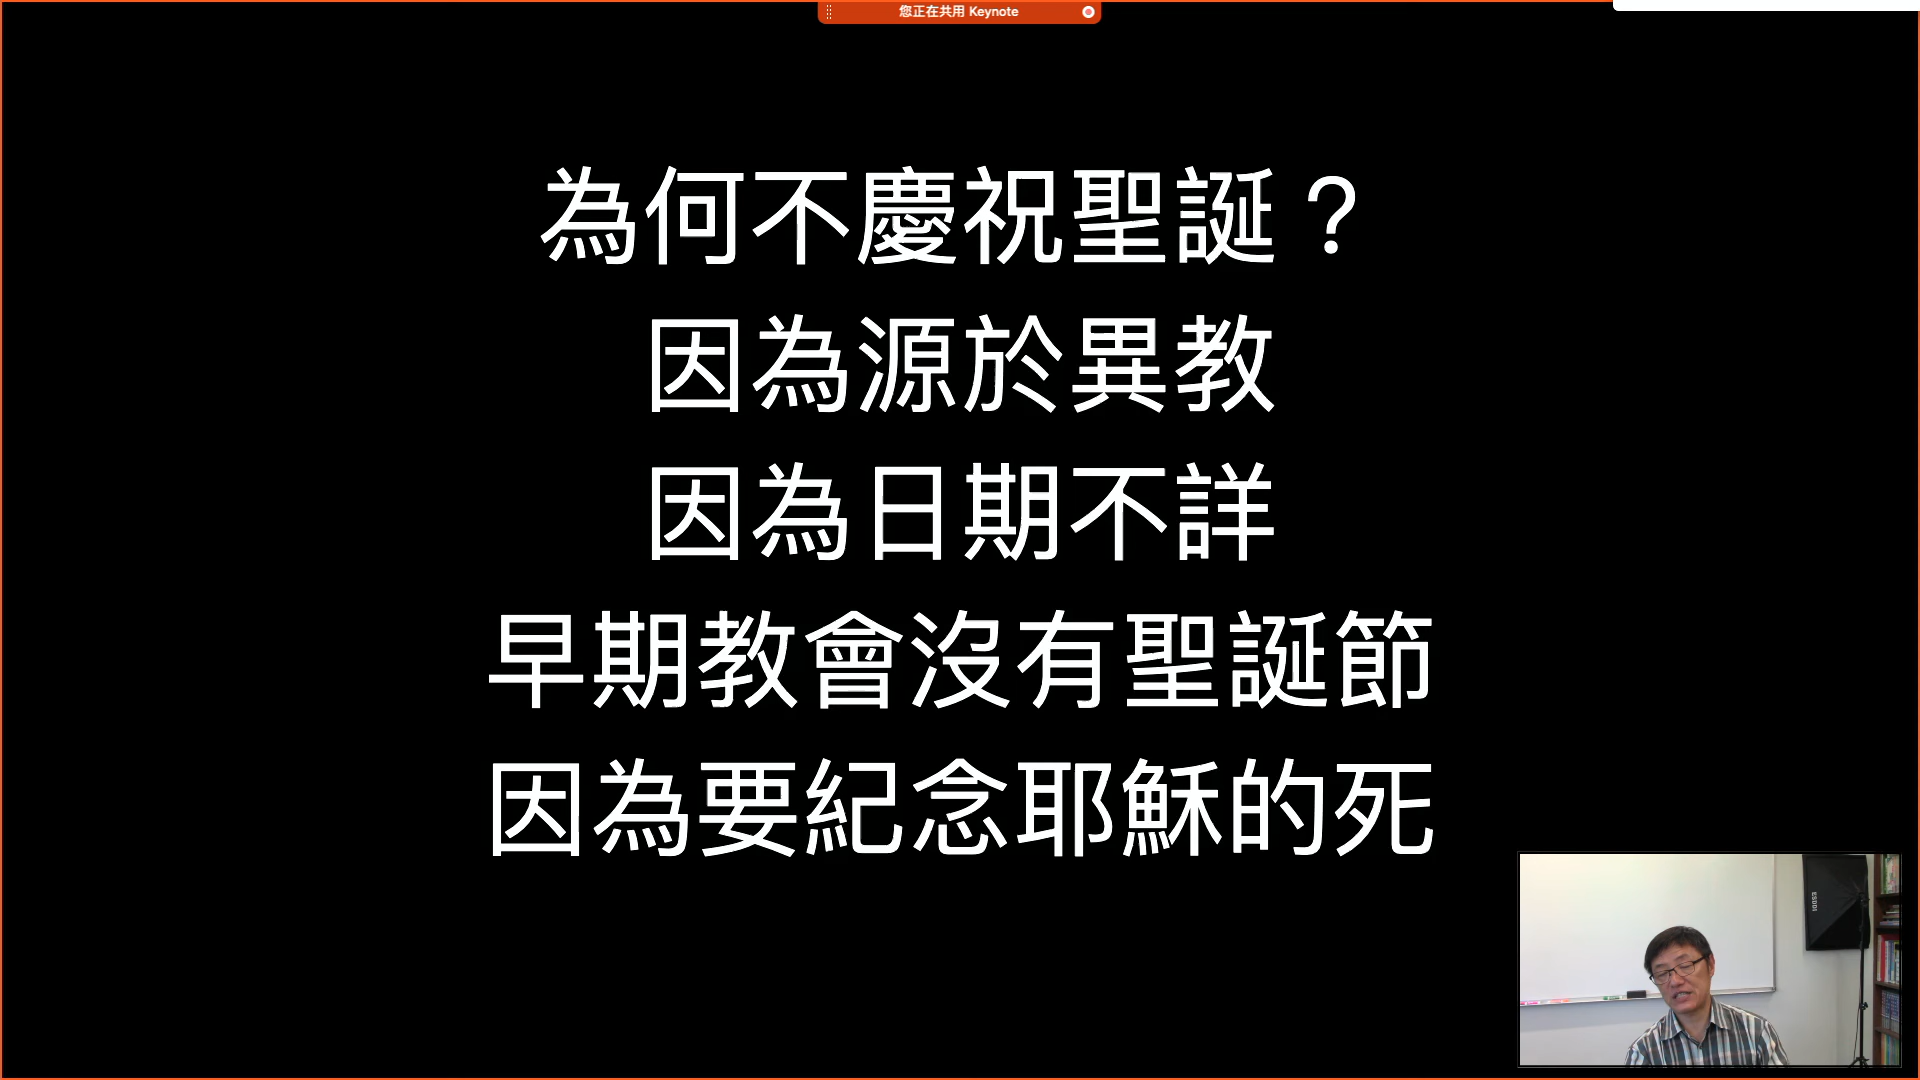 您正在共用 Keynote
為何不慶祝聖誕？
因為源於異教
因為日期不詳
早期教會沒有聖誕節
因為要紀念耶穌的死